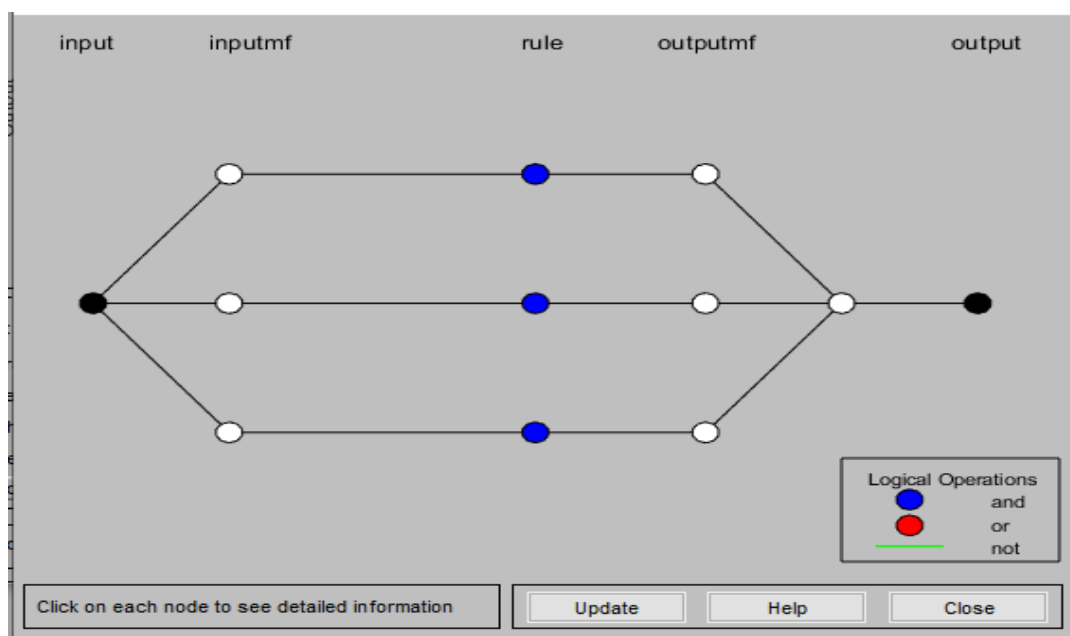 input inputmf rule outputmf output
Logical Operations
and
or
not
Click on each node to see detailed information
Update Help Close